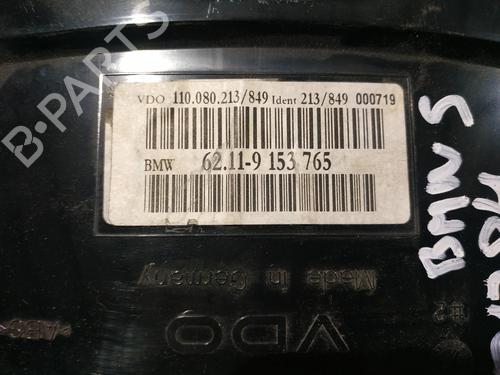 VDO 110.080.213/849 Ident 213/849 000719
BMW 62.11-9 153 765
Made in Germany
VDO
BMW 5
B-Parts